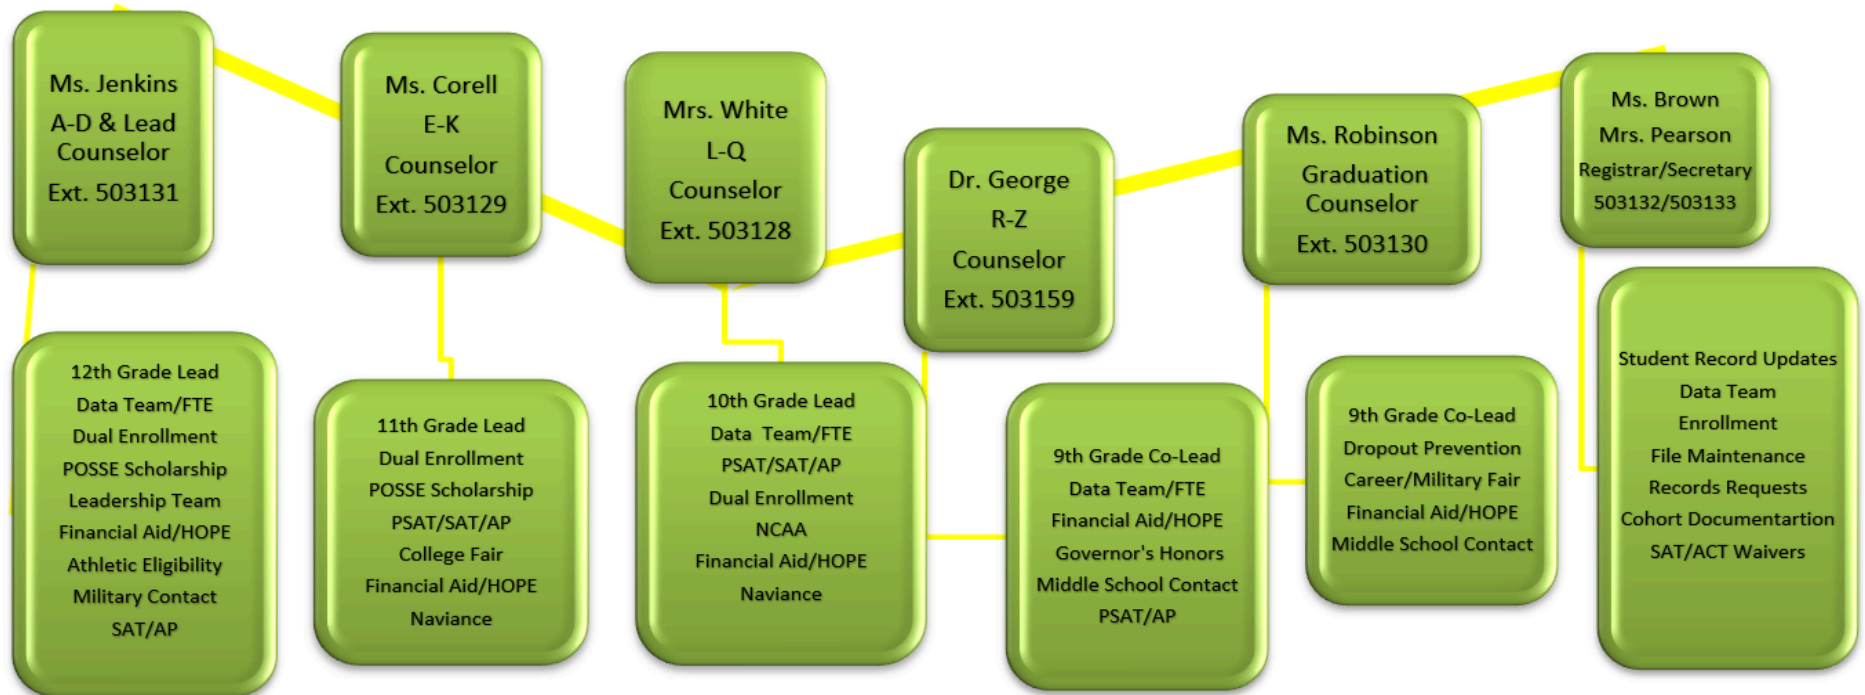 Ms. Jenkins
A-D & Lead
Counselor
Ext. 503131
Ms. Corell
E-K
Counselor
Ext. 503129
Mrs. White
L-Q
Counselor
Ext. 503128
Dr. George
R-Z
Counselor
Ext. 503159
Ms. Robinson
Graduation
Counselor
Ext. 503130
Ms. Brown
Mrs. Pearson
Registrar/Secretary
503132/503133
12th Grade Lead
Data Team/FTE
Dual Enrollment
POSSE Scholarship
Leadership Team
Financial Aid/HOPE
Athletic Eligibility
Military Contact
SAT/AP
11th Grade Lead
Dual Enrollment
POSSE Scholarship
PSAT/SAT/AP
College Fair
Financial Aid/HOPE
Naviance
10th Grade Lead
Data Team/FTE
PSAT/SAT/AP
Dual Enrollment
NCAA
Financial Aid/HOPE
Naviance
9th Grade Co-Lead
Data Team/FTE
Financial Aid/HOPE
Governor's Honors
Middle School Contact
PSAT/AP
9th Grade Co-Lead
Dropout Prevention
Career/Military Fair
Financial Aid/HOPE
Middle School Contact
Student Record Updates
Data Team
Enrollment
File Maintenance
Records Requests
Cohort Documentartion
SAT/ACT Waivers